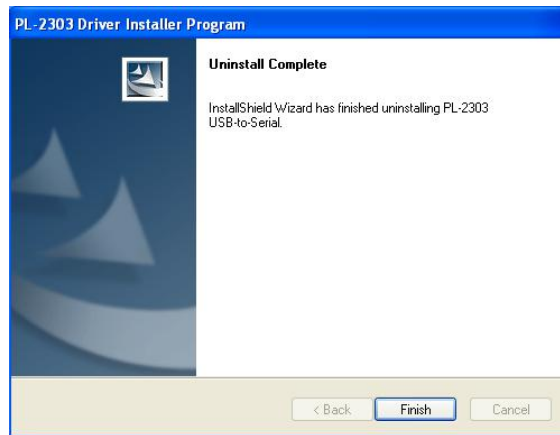 PL-2303 Driver Installer Program
Uninstall Complete
InstallShield Wizard has finished uninstalling PL-2303
USB-to-Serial.
< Back
Finish
Cancel